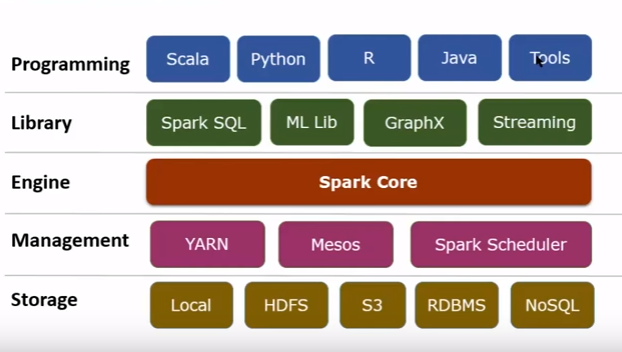 Programming Scala Python R Java Tools
Library Spark SQL ML Lib GraphX Streaming
Engine Spark Core
Management YARN Mesos Spark Scheduler
Storage Local HDFS S3 RDBMS NoSQL